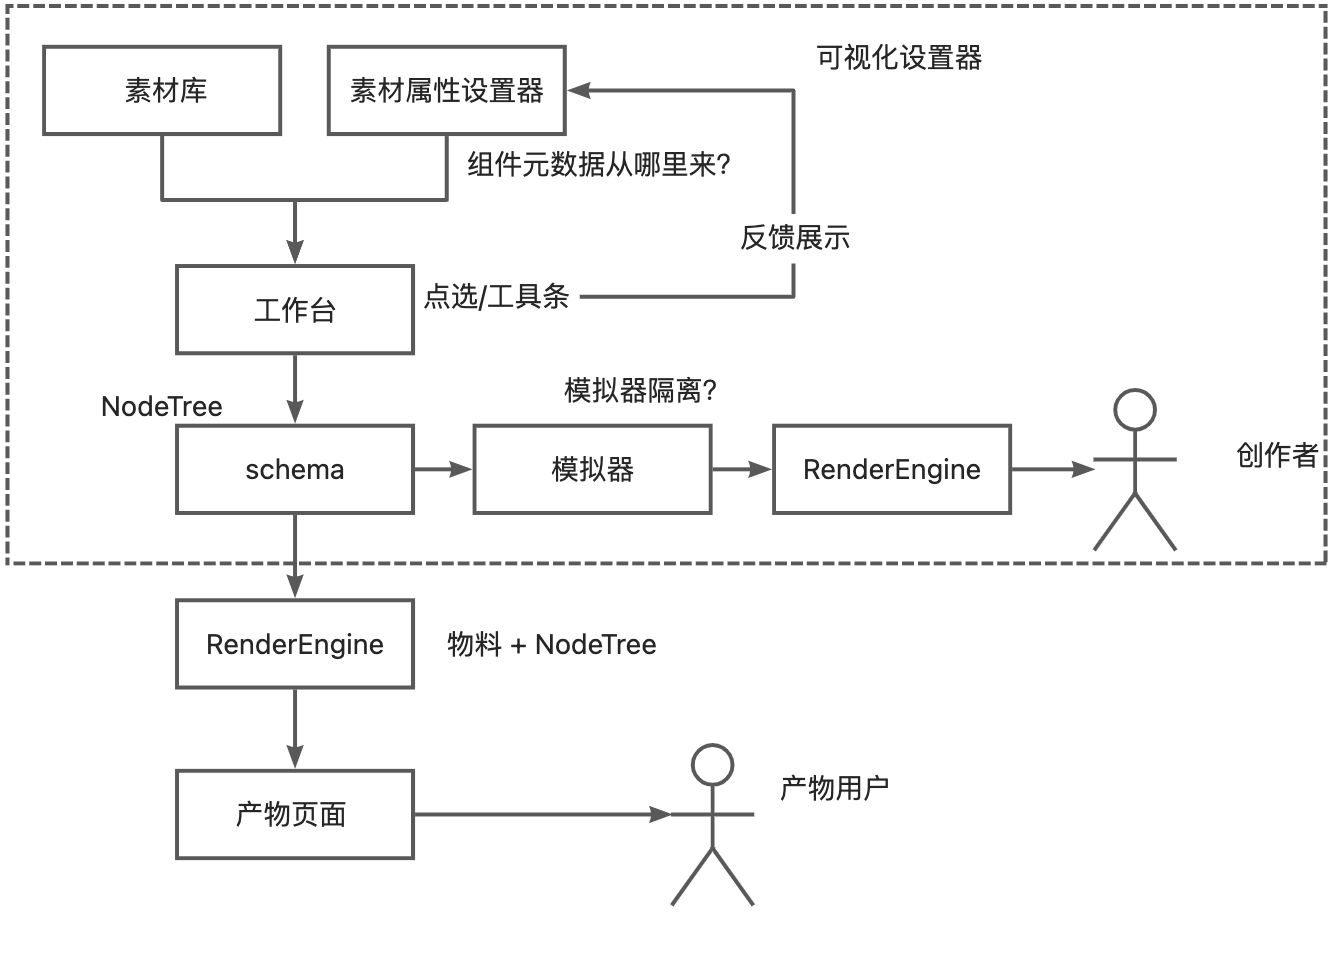 可视化设置器
素材库
素材属性设置器
组件元数据从哪里来?
反馈展示
点选/工具条
工作台
模拟器隔离?
NodeTree
schema
模拟器
RenderEngine
创作者
RenderEngine
物料 + NodeTree
产物用户
产物页面